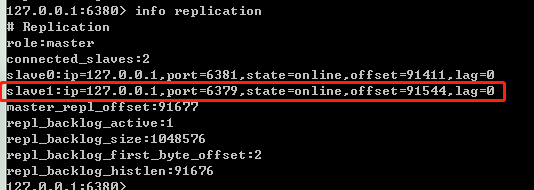 127.0.0.1:6380> info replication
# Replication
role:master
connected_slaves:2
slave0:ip=127.0.0.1,port=6381,state=online,offset=91411,lag=0
slave1:ip=127.0.0.1,port=6379,state=online,offset=91544,lag=0
master_repl_offset:91677
repl_backlog_active:1
repl_backlog_size:1048576
repl_backlog_first_byte_offset:2
repl_backlog_histlen:91676
127.0.0.1:6380>